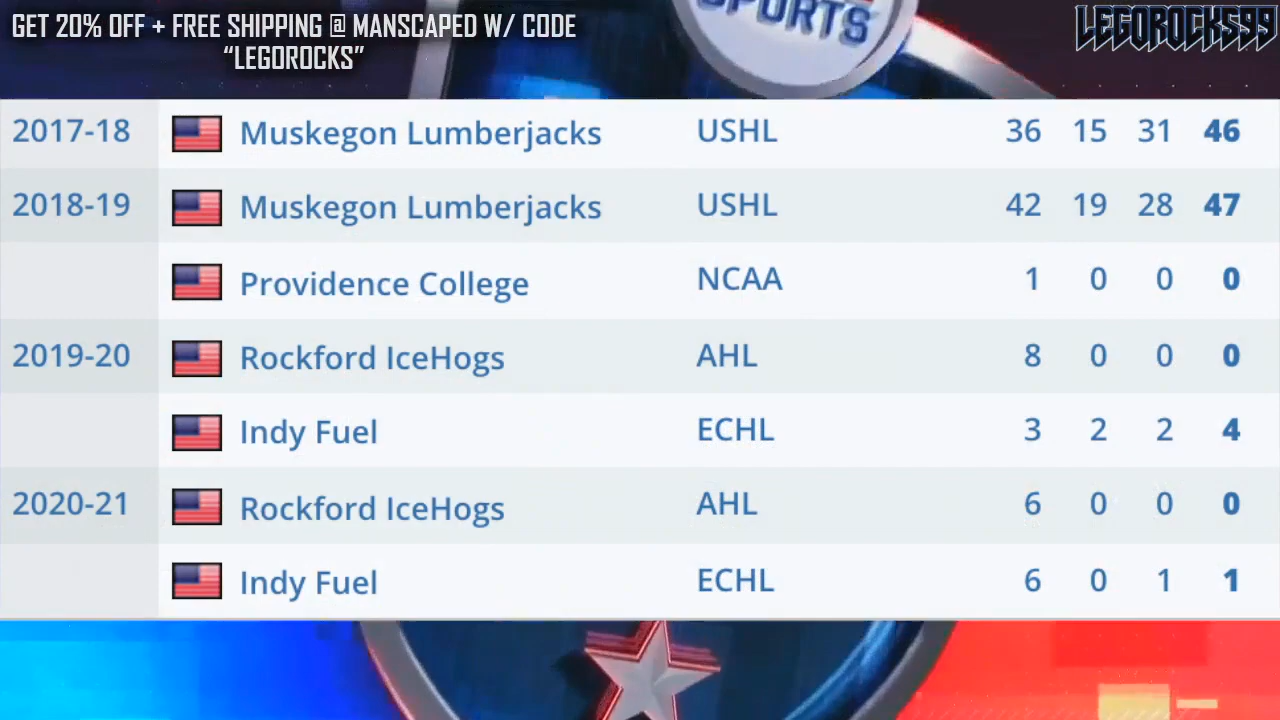 GET 20% OFF + FREE SHIPPING @ MANSCAPED W/ CODE
“LEGOROCKS”
SPORTS
LEGOROCKS99
2017-18 Muskegon Lumberjacks USHL 36 15 31 46
2018-19 Muskegon Lumberjacks USHL 42 19 28 47
Providence College NCAA 1 0 0 0
2019-20 Rockford IceHogs AHL 8 0 0 0
Indy Fuel ECHL 3 2 2 4
2020-21 Rockford IceHogs AHL 6 0 0 0
Indy Fuel ECHL 6 0 1 1